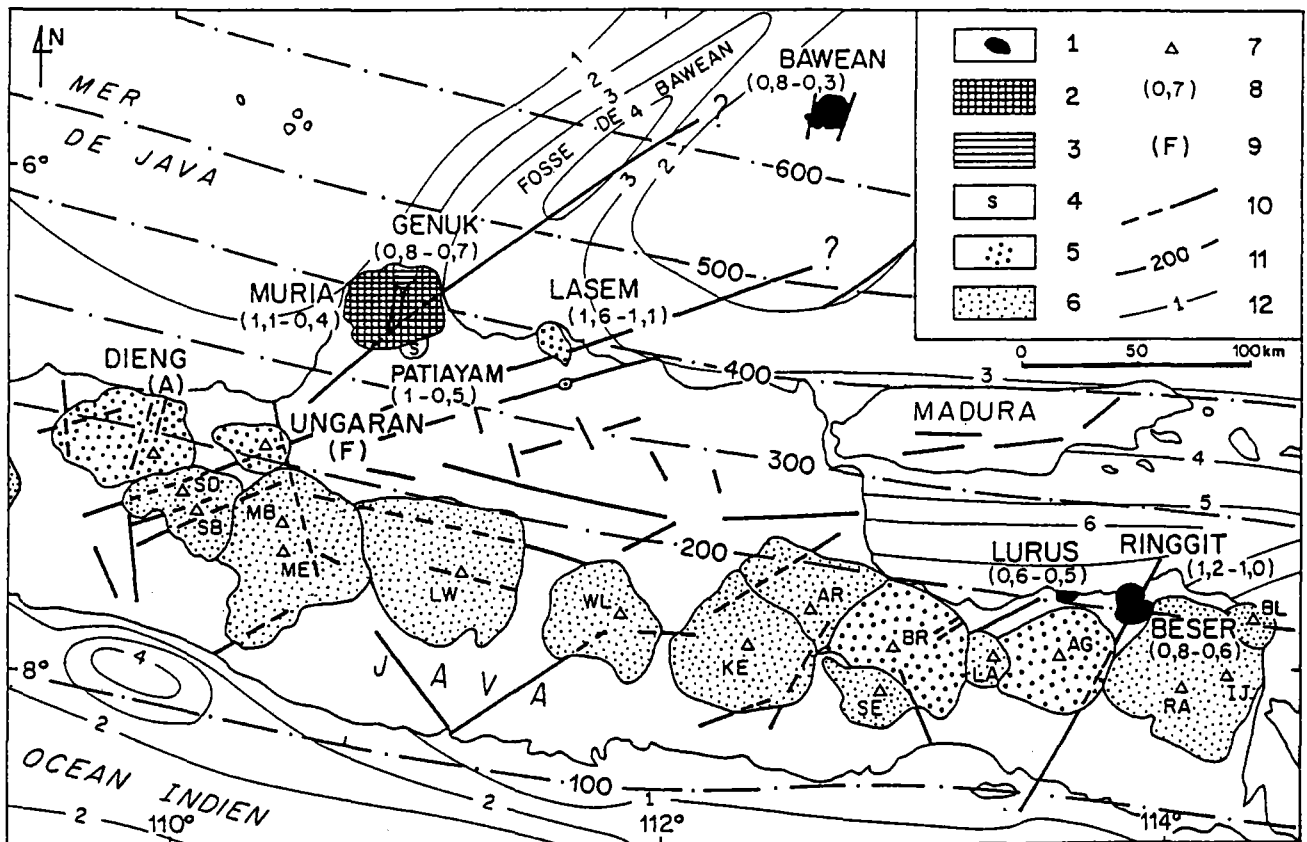 N
MER
DE JAVA
6°
8°
110°
112°
114°
OCEAN INDIEN
JAVA
1
2
3
4
FOSSE DE BAWEAN
?
3
2
BAWEAN
(0,8-0,3)
600
GENUK
(0,8-0,7)
500
?
MURIA
(1,1-0,4)
LASEM
(1,6-1,1)
S
PATIAYAM
(1-0,5)
400
DIENG
(A)
UNGARAN
(F)
300
MADURA
3
4
5
6
200
SD
SB
MB
ME
LW
WL
KE
AR
SE
BR
LA
AG
LURUS
(0,6-0,5)
RINGGIT
(1,2-1,0)
BESER
(0,8-0,6)
BL
RA
IJ
4
2
2
2
1
100
1
2
3
S 4
5
6
7
(0,7) 8
(F) 9
10
200 11
1 12
0 50 100 km